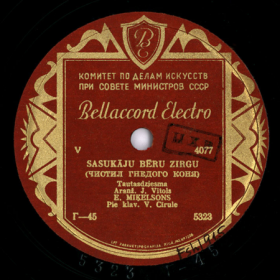 КОМИТЕТ ПО ДЕЛАМ ИСКУССТВ
ПРИ СОВЕТЕ МИНИСТРОВ СССР
Bellaccord Electro
V 4077
SASUKĀJU BĒRU ZIRGU
(ЧИСТИЛ ГНЕДОГО КОНЯ)
Tautasdziesma
Aranž. J. Vītols
E. MIĶELSONS
Pie klav. V. Cīrule
Г—45 5323